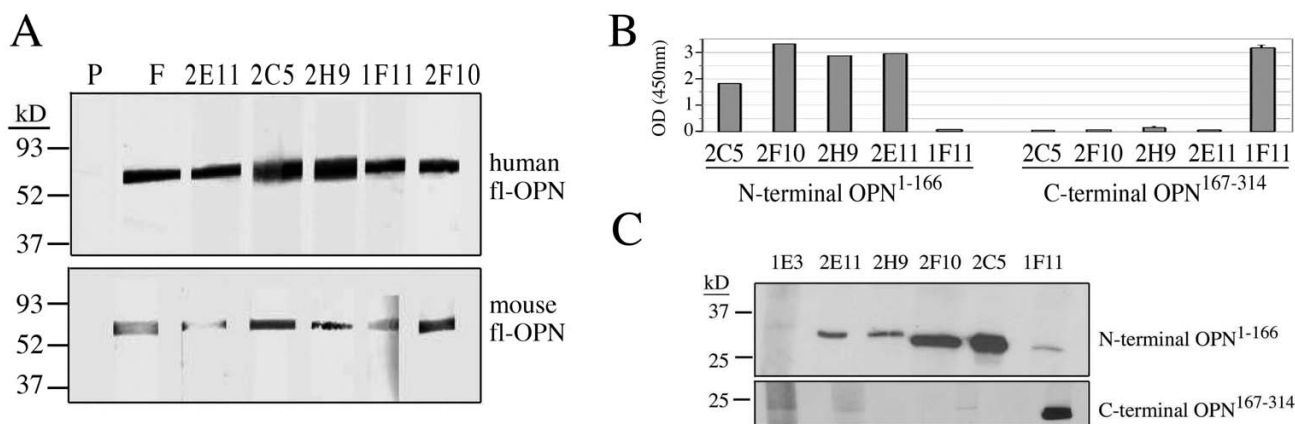 A
P F 2E11 2C5 2H9 1F11 2F10
kD
93
52
37
human
fl-OPN
93
52
37
mouse
fl-OPN
B
OD (450nm)
3
2
1
0
2C5 2F10 2H9 2E11 1F11 2C5 2F10 2H9 2E11 1F11
N-terminal OPN1-166 C-terminal OPN167-314
C
1E3 2E11 2H9 2F10 2C5 1F11
kD
37
25
N-terminal OPN1-166
25
C-terminal OPN167-314